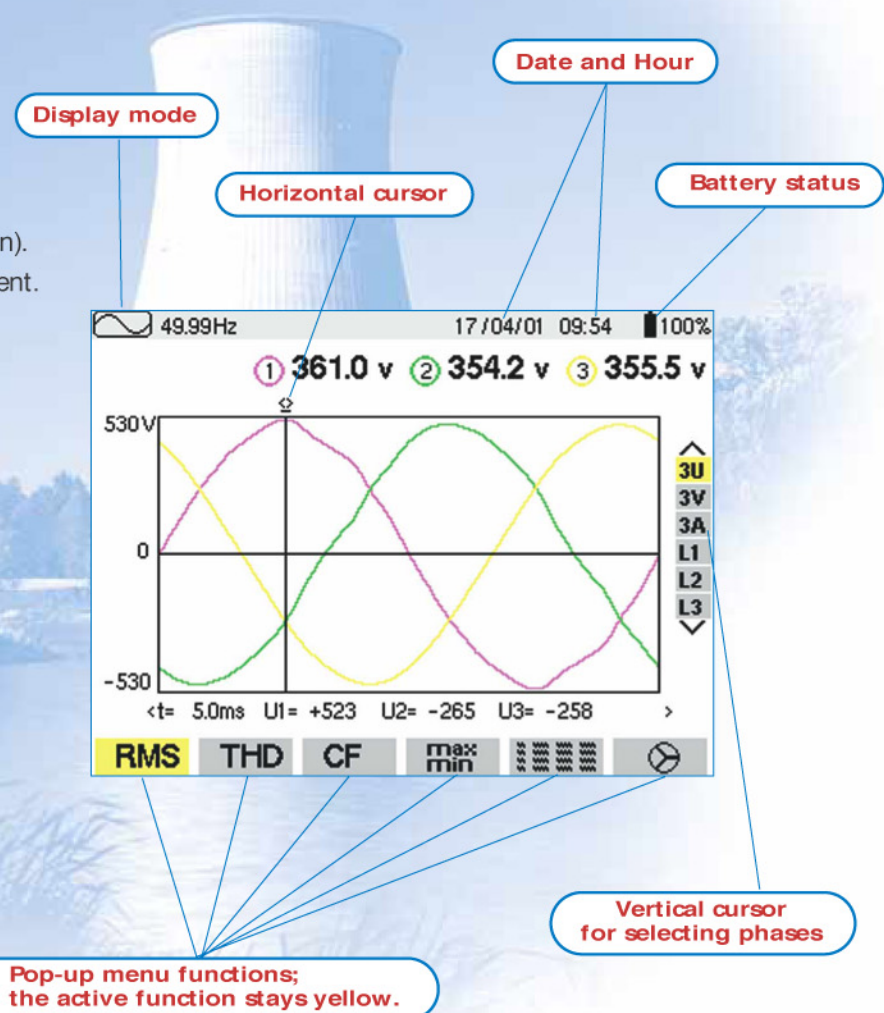 Date and Hour
Display mode
Horizontal cursor
Battery status
n).
ent.
49.99Hz 17/04/01 09:54 100%
1 361.0 v 2 354.2 v 3 355.5 v
530V
3U
3V
3A
0
L1
L2
L3
-530
<t= 5.0ms U1= +523 U2= -265 U3= -258 >
RMS THD CF max min
Vertical cursor
for selecting phases
Pop-up menu functions;
the active function stays yellow.